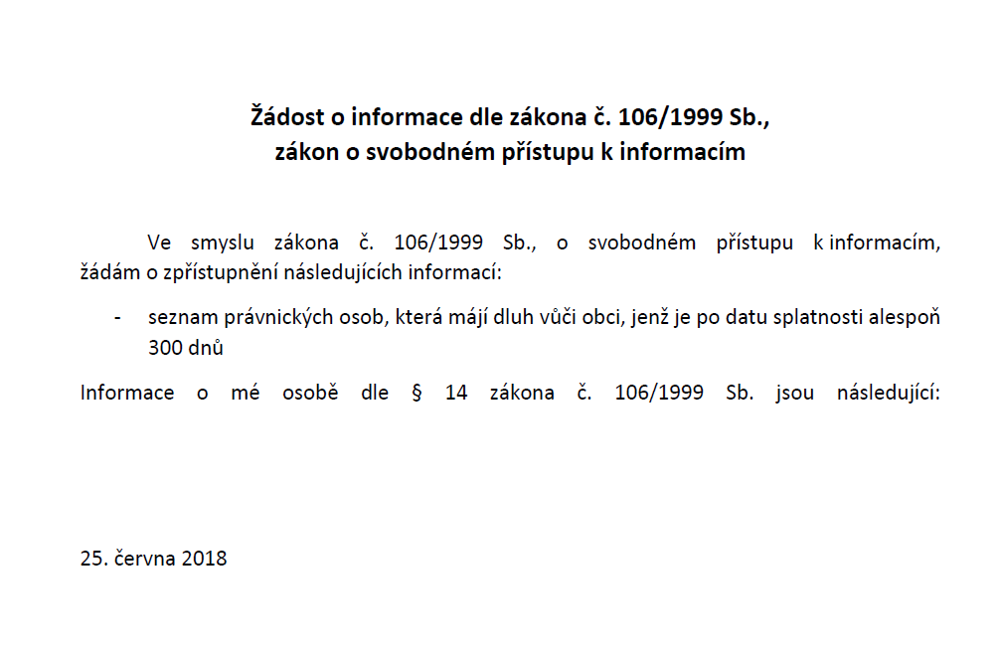 Žádost o informace dle zákona č. 106/1999 Sb.,
zákon o svobodném přístupu k informacím
Ve smyslu zákona č. 106/1999 Sb., o svobodném přístupu k informacím,
žádám o zpřístupnění následujících informací:
- seznam právnických osob, která májí dluh vůči obci, jenž je po datu splatnosti alespoň
300 dnů
Informace o mé osobě dle § 14 zákona č. 106/1999 Sb. jsou následující:
25. června 2018